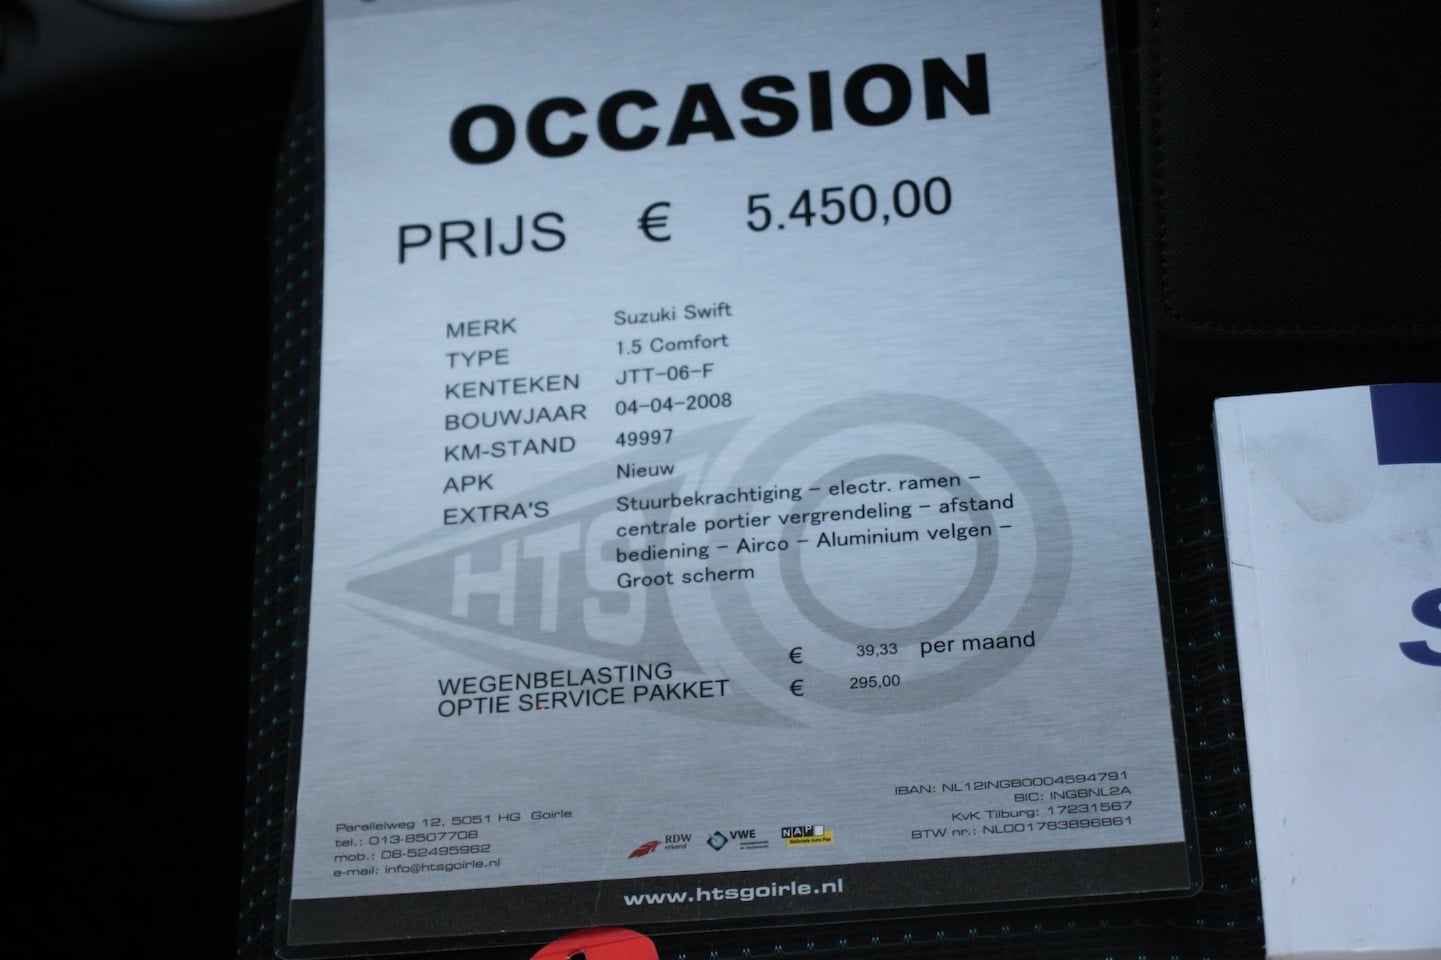 OCCASION
PRIJS € 5.450,00
MERK Suzuki Swift
TYPE 1.5 Comfort
KENTEKEN JTT-06-F
BOUWJAAR 04-04-2008
KM-STAND 49997
APK Nieuw
EXTRA'S Stuurbekrachtiging - electr. ramen -
centrale portier vergrendeling - afstand
bediening - Airco - Aluminium velgen -
Groot scherm
HTS
WEGENBELASTING € 39,33 per maand
OPTIE SERVICE PAKKET € 295,00
Parallelweg 12, 5051 HG Goirle
tel.: 013-8507708
mob.: 06-52495962
e-mail: info@htsgoirle.nl
RDW
erkend
VWE
NAP
Nationale Auto Pas
IBAN: NL12INGB0004594791
BIC: INGBNL2A
KvK Tilburg: 17231567
BTW nr.: NL001783896B61
www.htsgoirle.nl
S